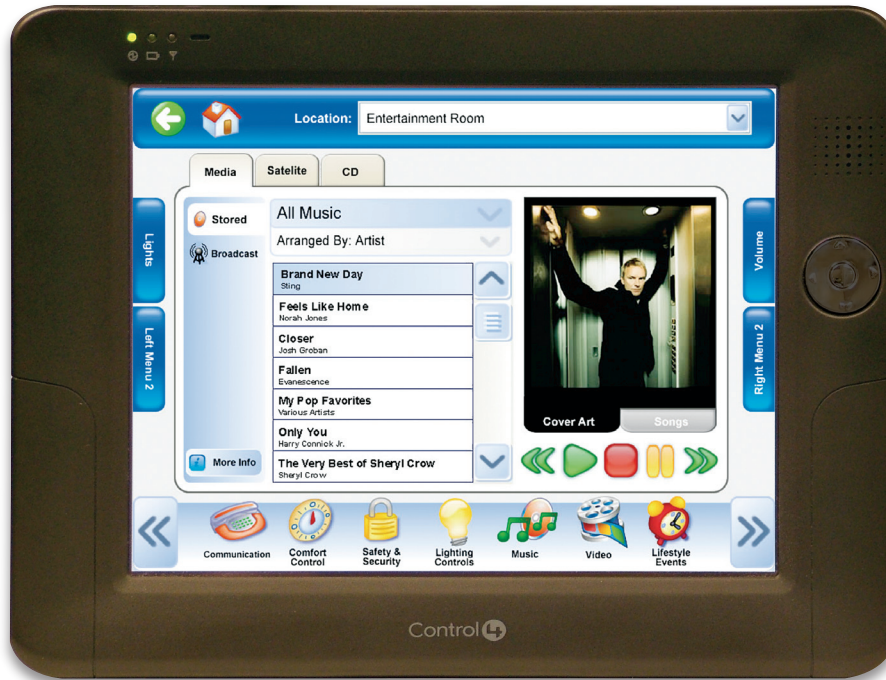 Location:
Entertainment Room
Media
Satelite
CD
Lights
Left Menu 2
Stored
Broadcast
More Info
All Music
Arranged By: Artist
Brand New Day
Sting
Feels Like Home
Norah Jones
Closer
Josh Groban
Fallen
Evanescence
My Pop Favorites
Various Artists
Only You
Harry Connick Jr.
The Very Best of Sheryl Crow
Sheryl Crow
Cover Art
Songs
Volume
Right Menu 2
Communication
Comfort
Control
Safety &
Security
Lighting
Controls
Music
Video
Lifestyle
Events
Control4